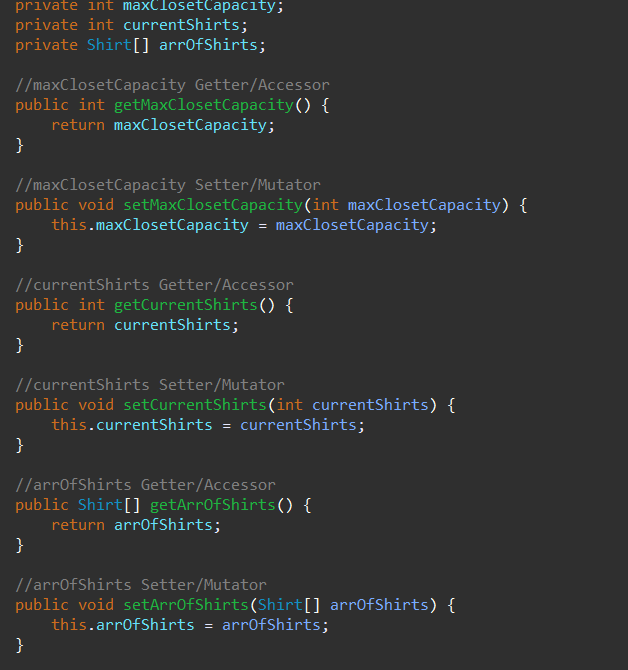 private int maxClosetCapacity;
private int currentShirts;
private Shirt[] arrOfShirts;
//maxClosetCapacity Getter/Accessor
public int getMaxClosetCapacity() {
    return maxClosetCapacity;
}
//maxClosetCapacity Setter/Mutator
public void setMaxClosetCapacity(int maxClosetCapacity) {
    this.maxClosetCapacity = maxClosetCapacity;
}
//currentShirts Getter/Accessor
public int getCurrentShirts() {
    return currentShirts;
}
//currentShirts Setter/Mutator
public void setCurrentShirts(int currentShirts) {
    this.currentShirts = currentShirts;
}
//arrOfShirts Getter/Accessor
public Shirt[] getArrOfShirts() {
    return arrOfShirts;
}
//arrOfShirts Setter/Mutator
public void setArrOfShirts(Shirt[] arrOfShirts) {
    this.arrOfShirts = arrOfShirts;
}